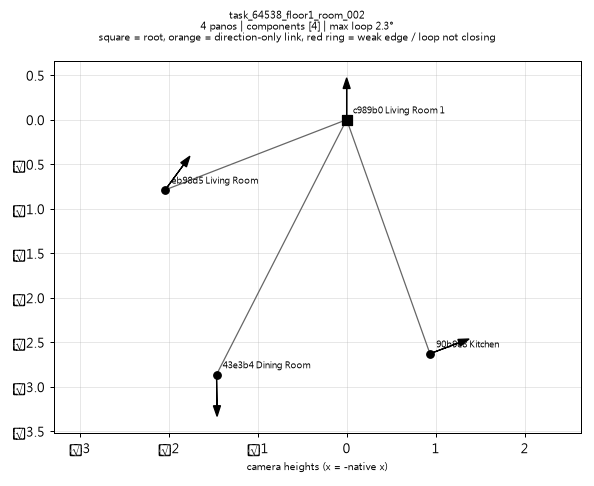 task_64538_floor1_room_002
4 panos | components [4] | max loop 2.3°
square = root, orange = direction-only link, red ring = weak edge / loop not closing
0.5
c989b0 Living Room 1
0.0
0.5
eb98d5 Living Room
1.0
1.5
2.0
2.5
Kitchen
43e3b4 Dining Room
3.0
3.5
3 2 1 0 1 2
camera heights (x = -native x)